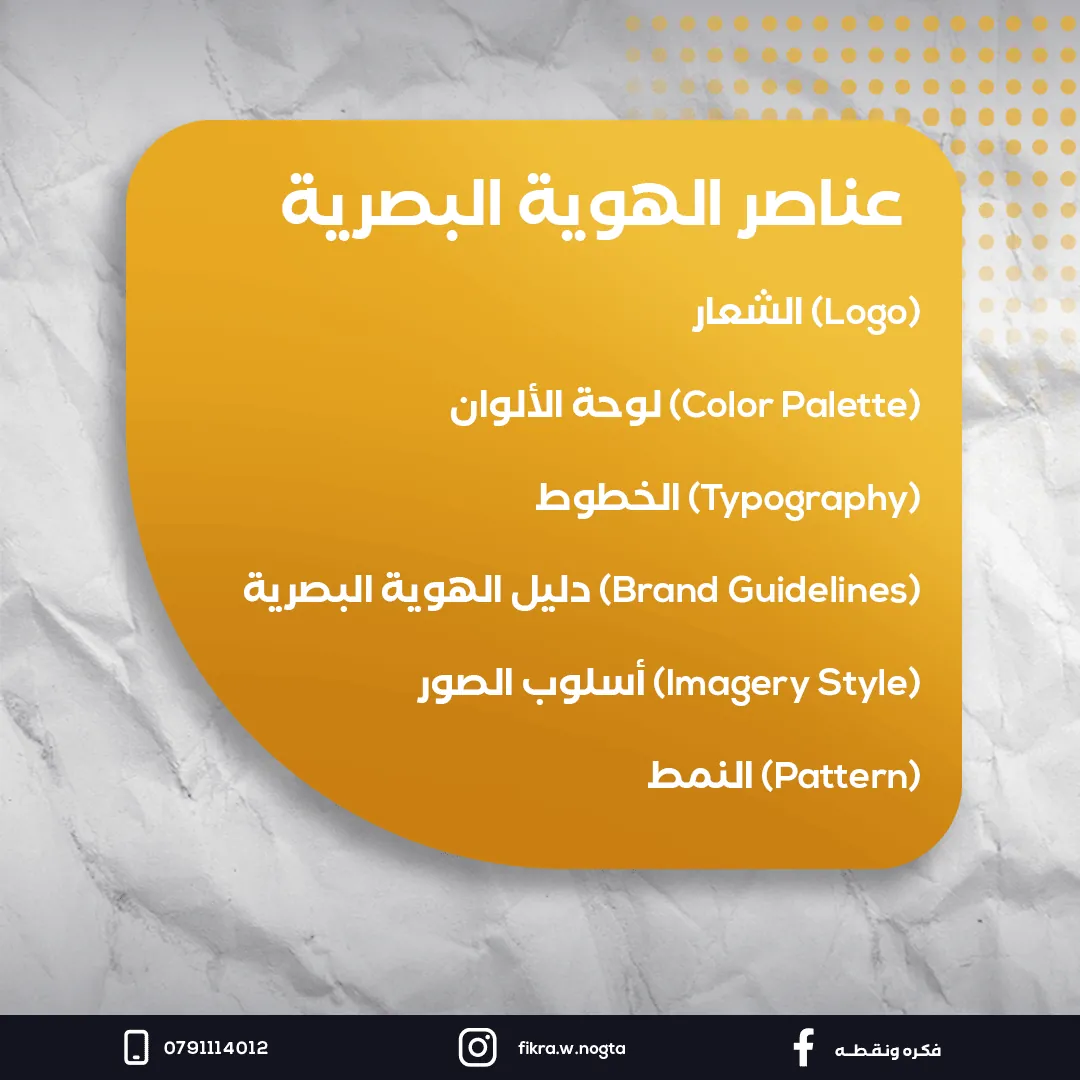 عناصر الهوية البصرية
(Logo) الشعار
(Color Palette) لوحة الألوان
(Typography) الخطوط
(Brand Guidelines) دليل الهوية البصرية
(Imagery Style) أسلوب الصور
(Pattern) النمط
0791114012
fikra.w.nogta
فكره ونقطه